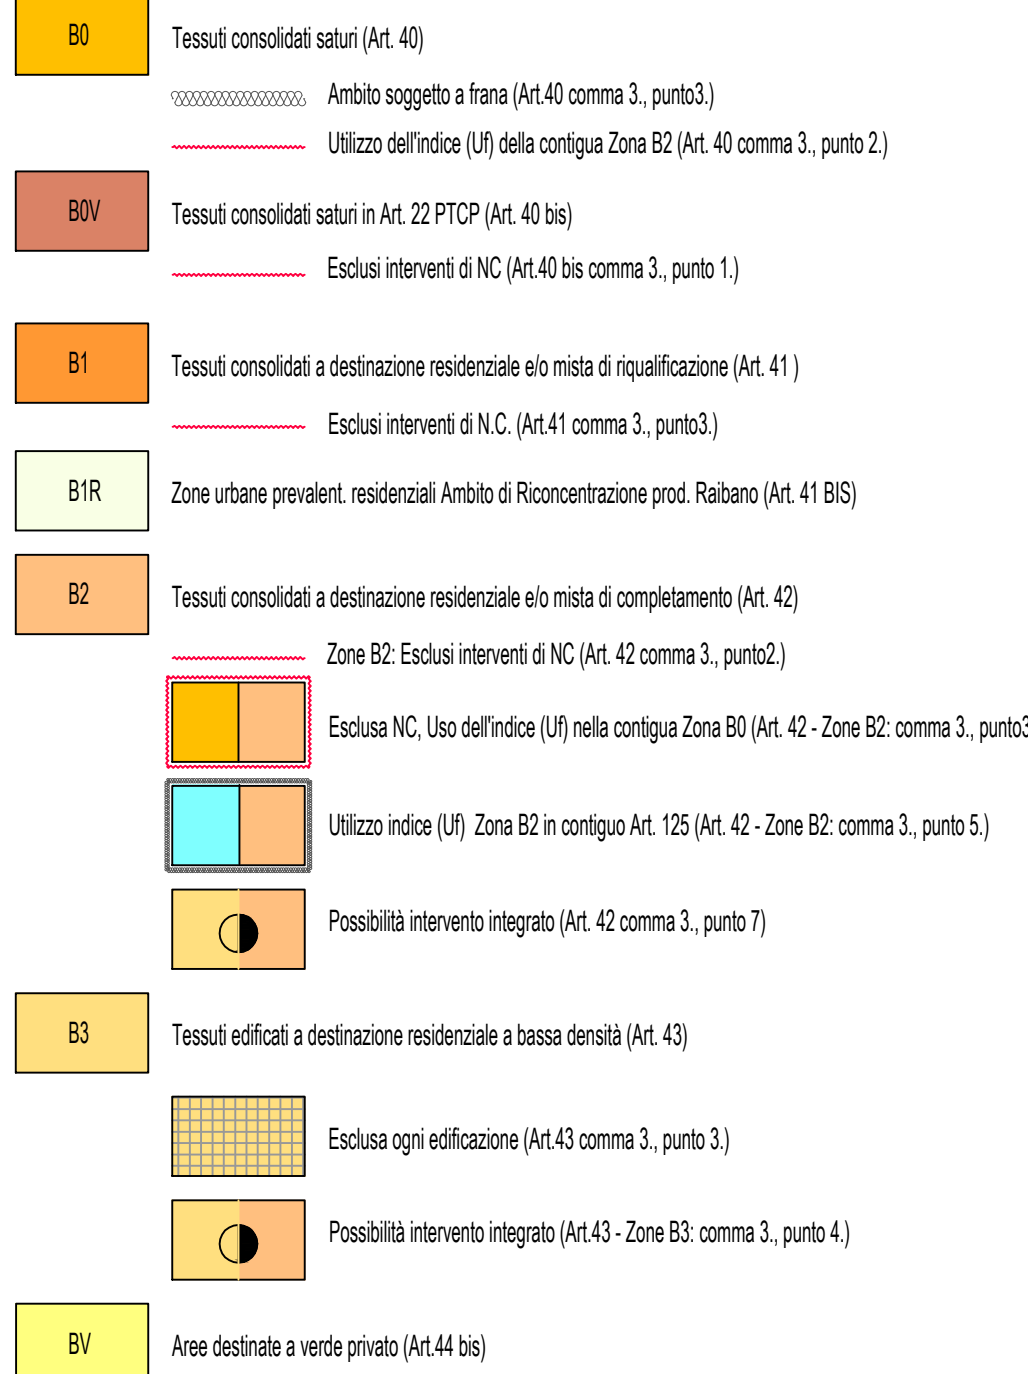 B0 Tessuti consolidati saturi (Art. 40)
Ambito soggetto a frana (Art.40 comma 3., punto3.)
Utilizzo dell'indice (Uf) della contigua Zona B2 (Art. 40 comma 3., punto 2.)
B0V Tessuti consolidati saturi in Art. 22 PTCP (Art. 40 bis)
Esclusi interventi di NC (Art.40 bis comma 3., punto 1.)
B1 Tessuti consolidati a destinazione residenziale e/o mista di riqualificazione (Art. 41 )
Esclusi interventi di N.C. (Art.41 comma 3., punto3.)
B1R Zone urbane prevalent. residenziali Ambito di Riconcentrazione prod. Raibano (Art. 41 BIS)
B2 Tessuti consolidati a destinazione residenziale e/o mista di completamento (Art. 42)
Zone B2: Esclusi interventi di NC (Art. 42 comma 3., punto2.)
Esclusa NC, Uso dell'indice (Uf) nella contigua Zona B0 (Art. 42 - Zone B2: comma 3., punto3
Utilizzo indice (Uf) Zona B2 in contiguo Art. 125 (Art. 42 - Zone B2: comma 3., punto 5.)
Possibilità intervento integrato (Art. 42 comma 3., punto 7)
B3 Tessuti edificati a destinazione residenziale a bassa densità (Art. 43)
Esclusa ogni edificazione (Art.43 comma 3., punto 3.)
Possibilità intervento integrato (Art.43 - Zone B3: comma 3., punto 4.)
BV Aree destinate a verde privato (Art.44 bis)